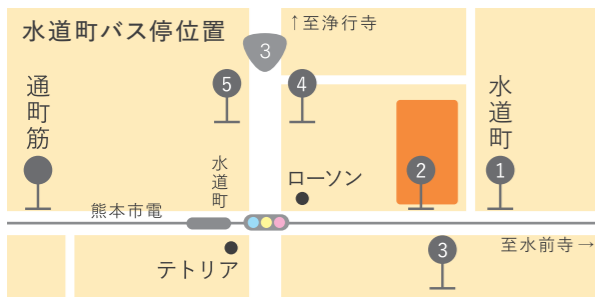 水道町バス停位置
↑至浄行寺
3
5
4
通町筋
水道町
水道町
ローソン
2
1
熊本市電
テトリア
3
至水前寺→